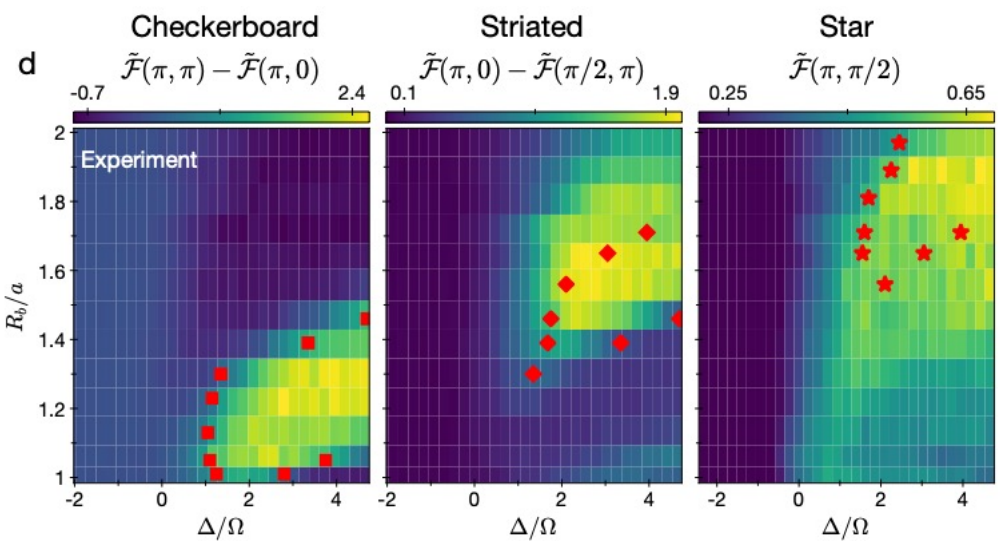 Checkerboard Striated Star
d
F̃(π, π) − F̃(π, 0) F̃(π, 0) − F̃(π/2, π) F̃(π, π/2)
-0.7 2.4 0.1 1.9 0.25 0.65
Experiment
2
1.8
1.6
1.4
1.2
1
R_b/a
-2 0 2 4 -2 0 2 4 -2 0 2 4
Δ/Ω Δ/Ω Δ/Ω